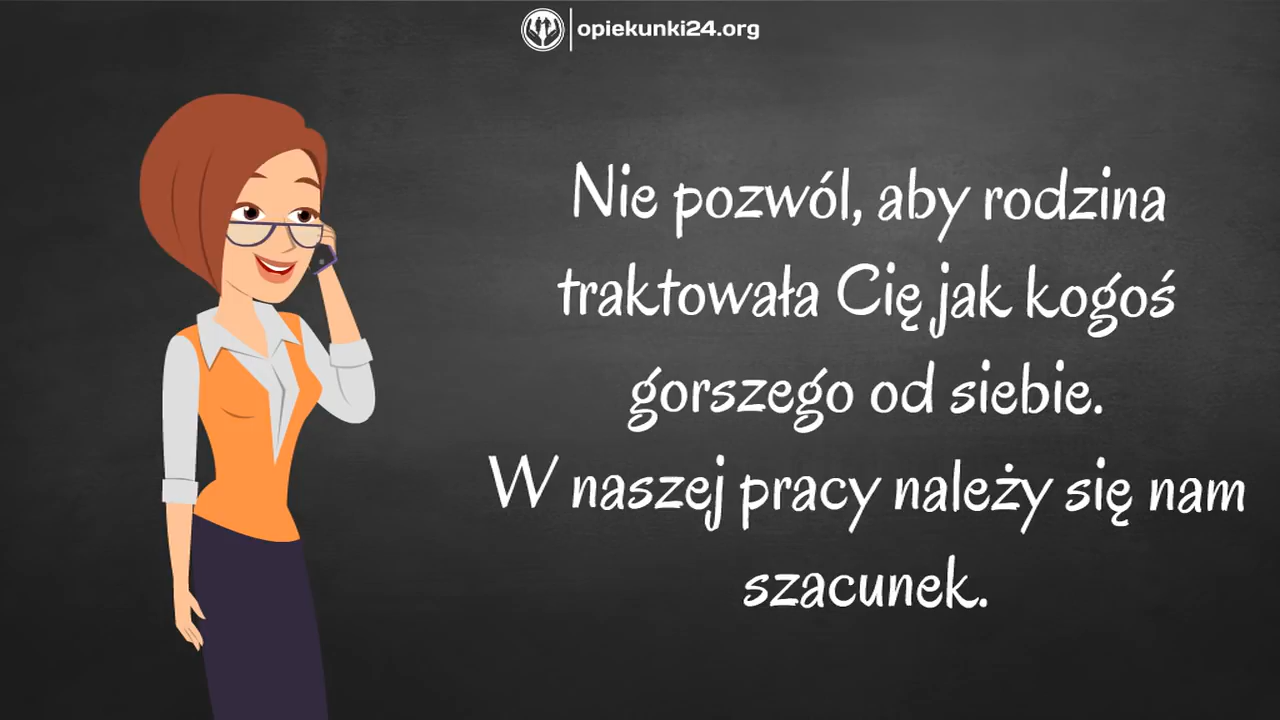 opiekunki24.org
Nie pozwól, aby rodzina
traktowała Cię jak kogoś
gorszego od siebie.
W naszej pracy należy się nam
szacunek.